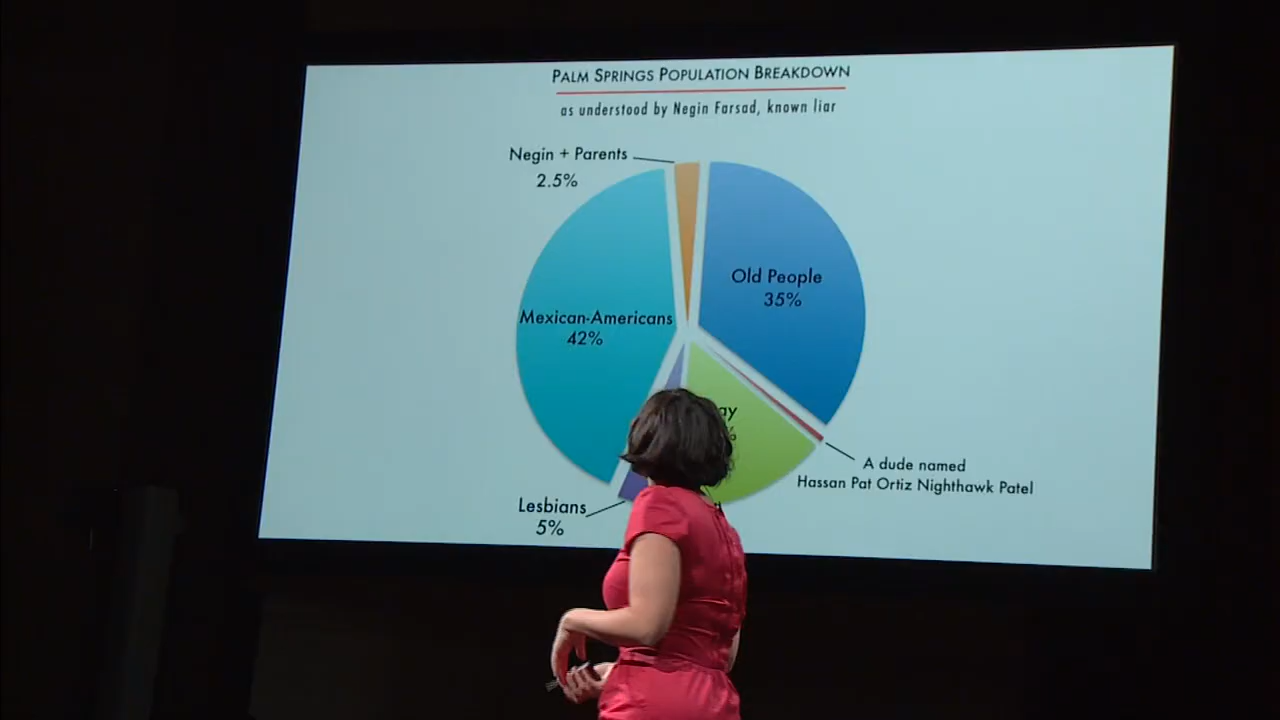 PALM SPRINGS POPULATION BREAKDOWN
as understood by Negin Farsad, known liar
Negin + Parents
2.5%
Old People
35%
Mexican-Americans
42%
A dude named
Hassan Pat Ortiz Nighthawk Patel
Lesbians
5%